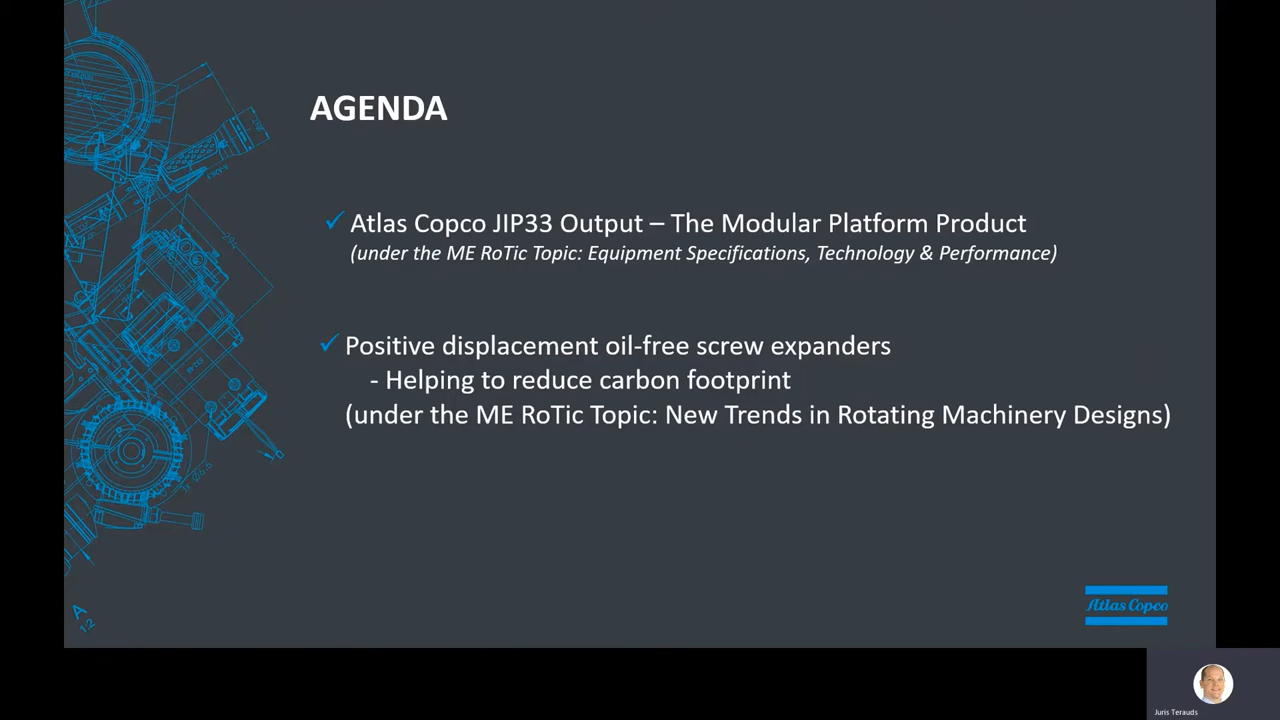 AGENDA
✓ Atlas Copco JIP33 Output – The Modular Platform Product
(under the ME RoTic Topic: Equipment Specifications, Technology & Performance)
✓ Positive displacement oil-free screw expanders
- Helping to reduce carbon footprint
(under the ME RoTic Topic: New Trends in Rotating Machinery Designs)
A
1:2
Atlas Copco
Juris Terauds